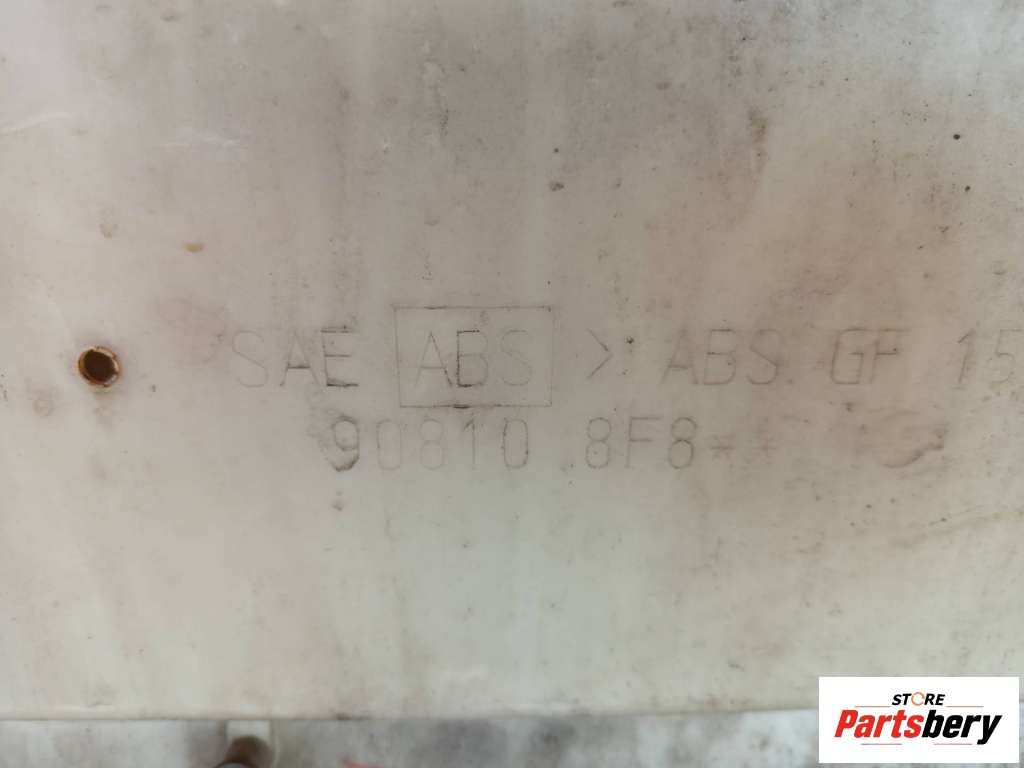 SAE ABS > ABS GF 15
90810 8F8**
STORE
Partsbery